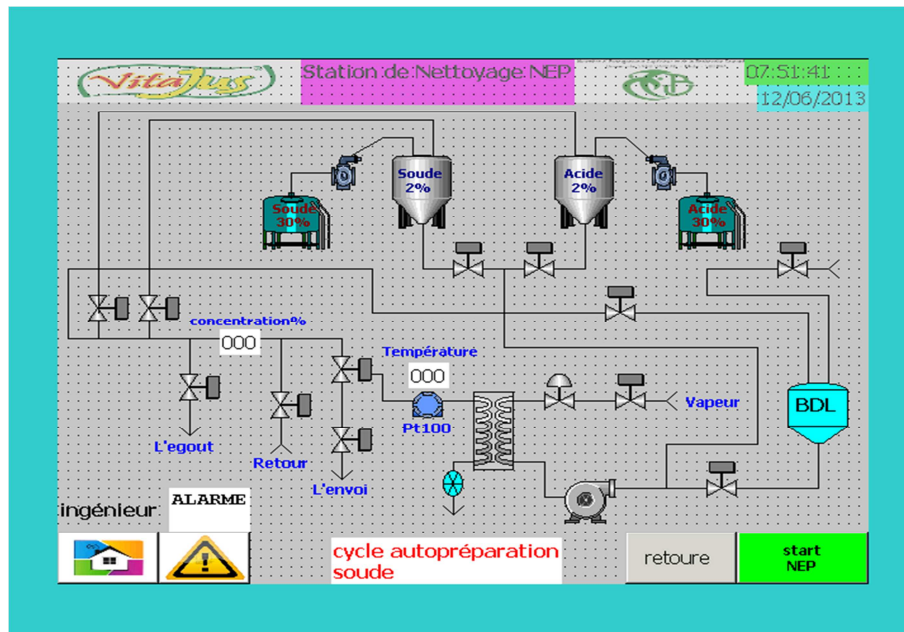 VitaJus
Station de Nettoyage NEP
07:51:41
12/06/2013
Soude
2%
Acide
2%
Soude
30%
Acide
30%
concentration%
000
Température
000
Pt100
Vapeur
BDL
L'egout
Retour
L'envoi
ingénieur
ALARME
cycle autopréparation
soude
retoure
start
NEP